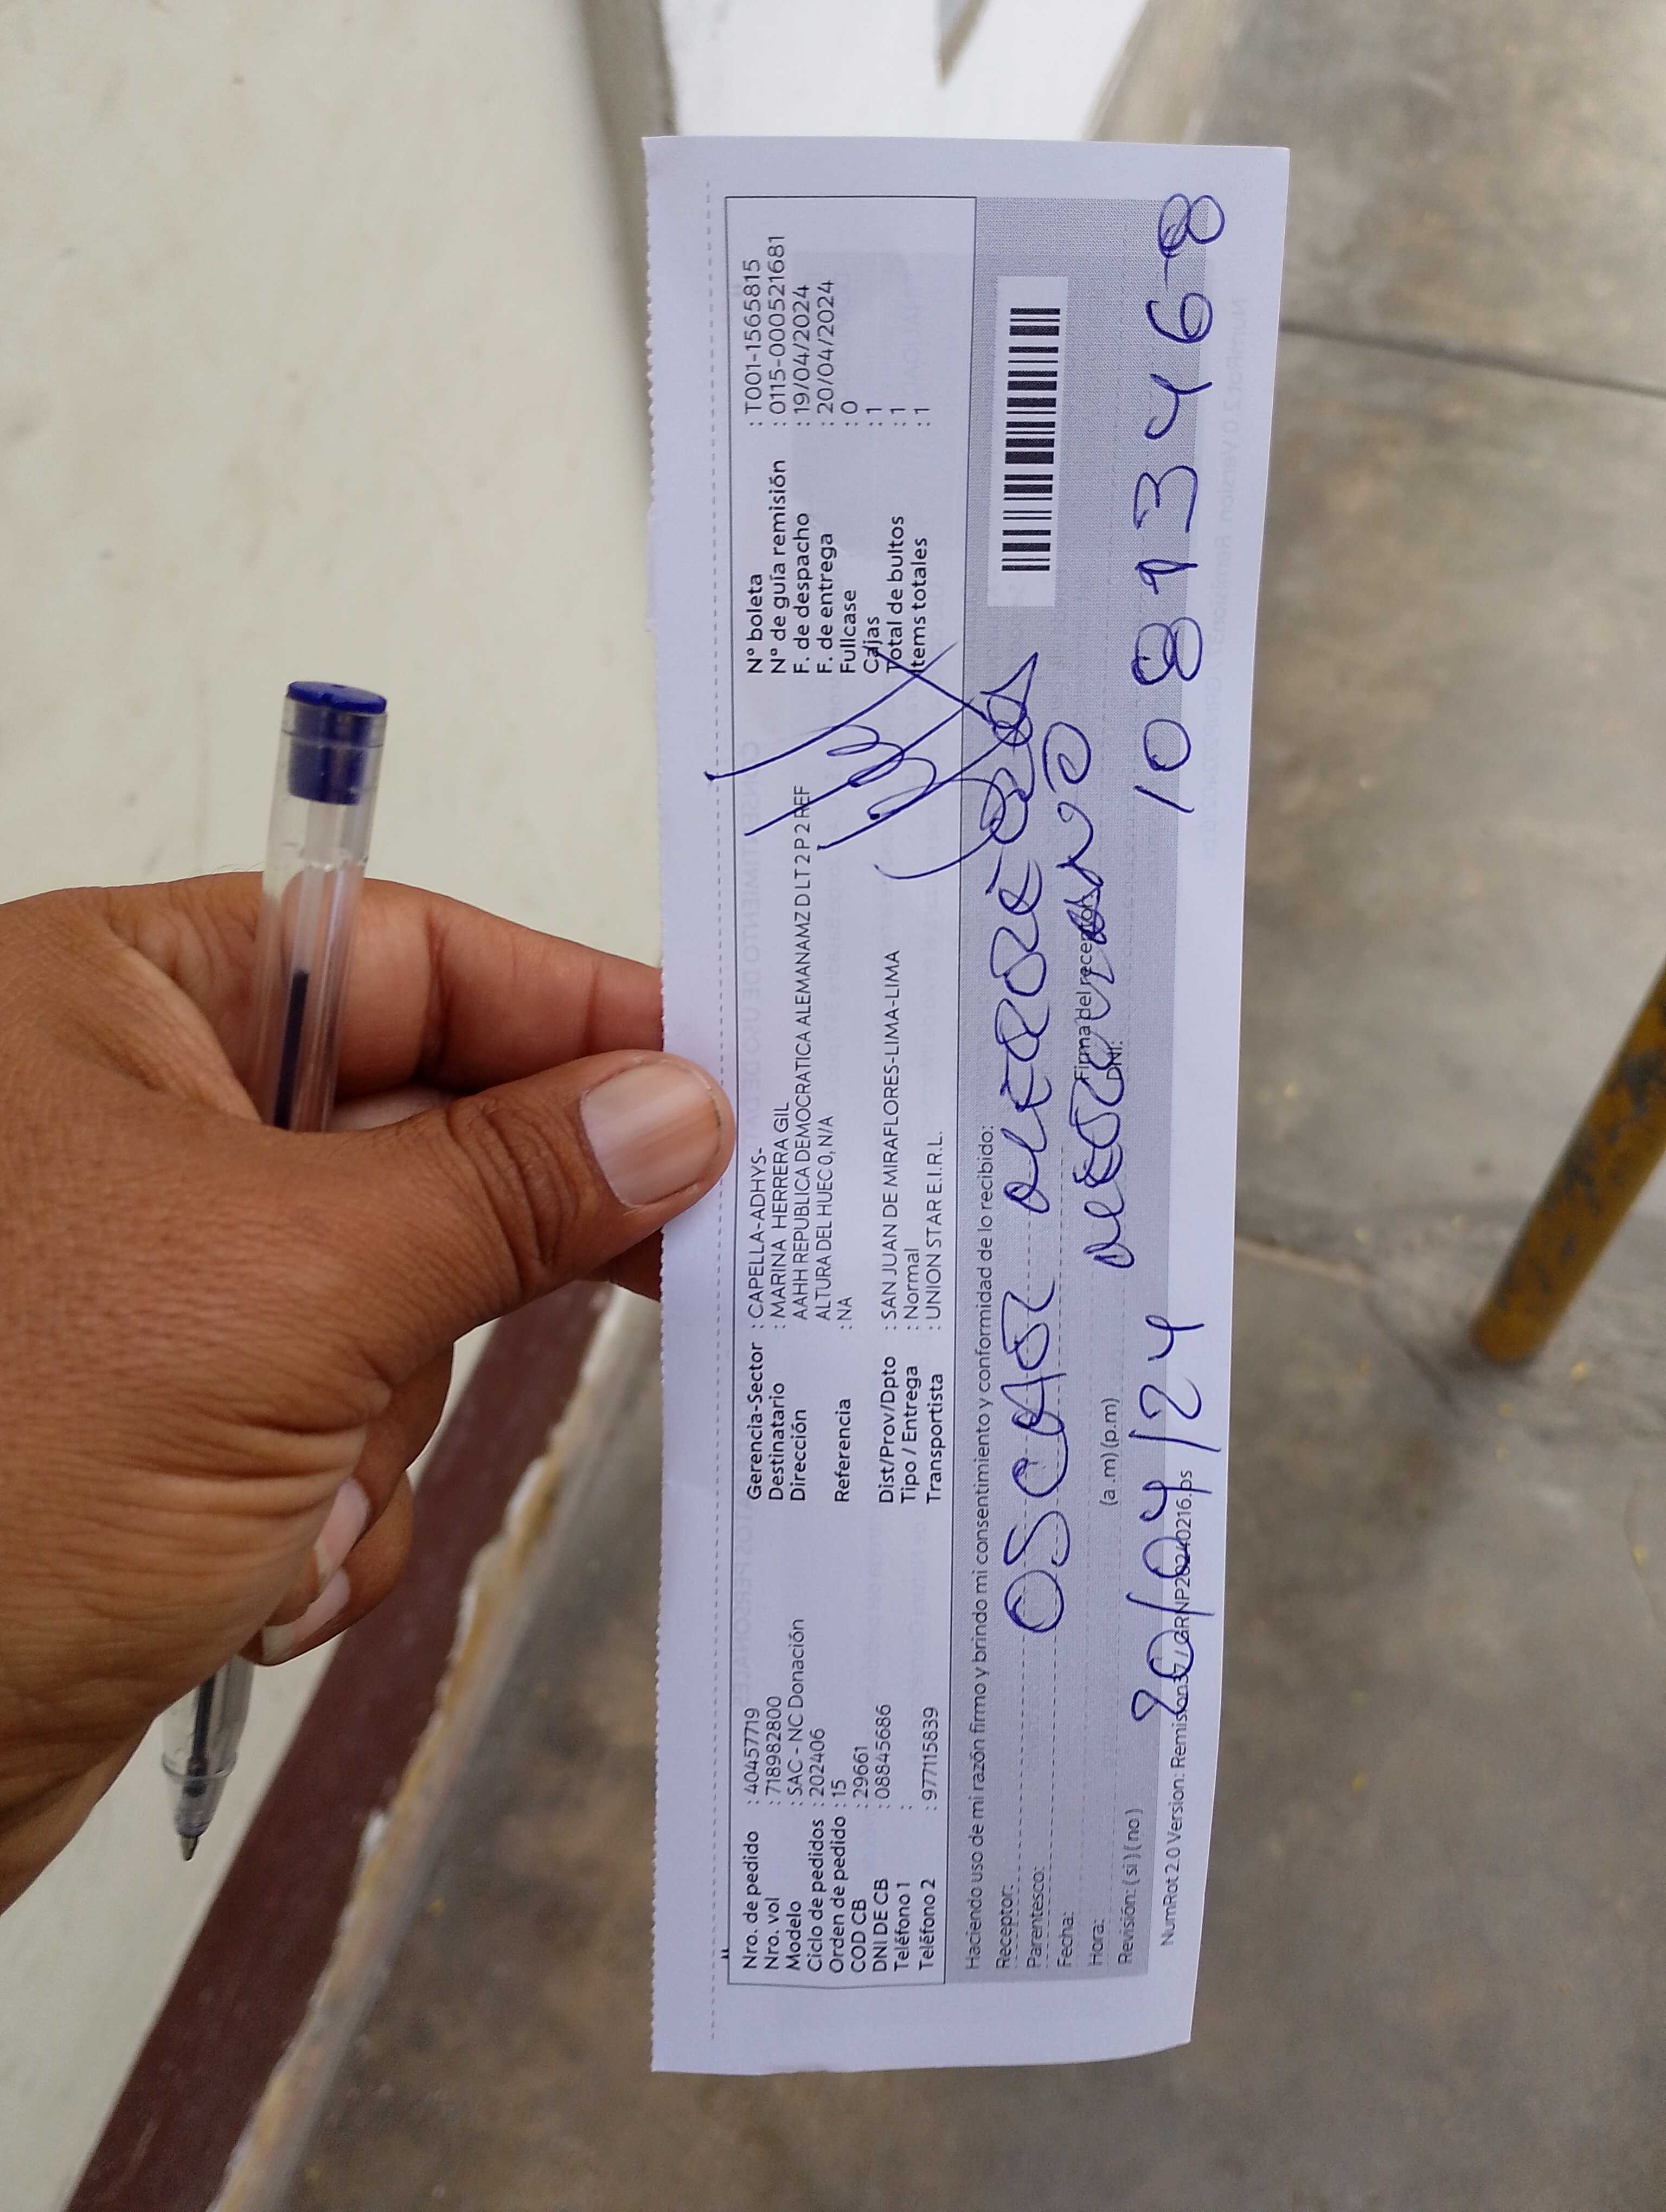 Nro. de pedido : 40457719
Nro. vol : 718982800
Modelo : SAC - NC Donación
Ciclo de pedidos : 202406
Orden de pedido : 15
COD CB : 29661
DNI DE CB : 08845686
Teléfono 1 :
Teléfono 2 : 977115839
Gerencia-Sector : CAPELLA-ADHYS-
Destinatario : MARINA HERRERA GIL
Dirección AAHH REPUBLICA DEMOCRATICA ALEMANAMZ D LT 2 P 2 REF
ALTURA DEL HUEC 0, N/A
Referencia : NA
Dist/Prov/Dpto : SAN JUAN DE MIRAFLORES-LIMA-LIMA
Tipo / Entrega : Normal
Transportista : UNION STAR E.I.R.L.
N° boleta : T001-1565815
N° de guía remisión : 0115-000521681
F. de despacho : 19/04/2024
F. de entrega : 20/04/2024
Fullcase : 0
Cajas : 1
Total de bultos : 1
Items totales : 1
Haciendo uso de mi razón firmo y brindo mi consentimiento y conformidad de lo recibido:
Receptor: OSCAR
Parentesco:
Fecha:
Firma del receptor
Hora: (a.m) (p.m)
DNI:
Revisión: ( si ) ( no )
20/04/24
NumRot 2.0 Version: Remision37 / GRNP20240216.ps